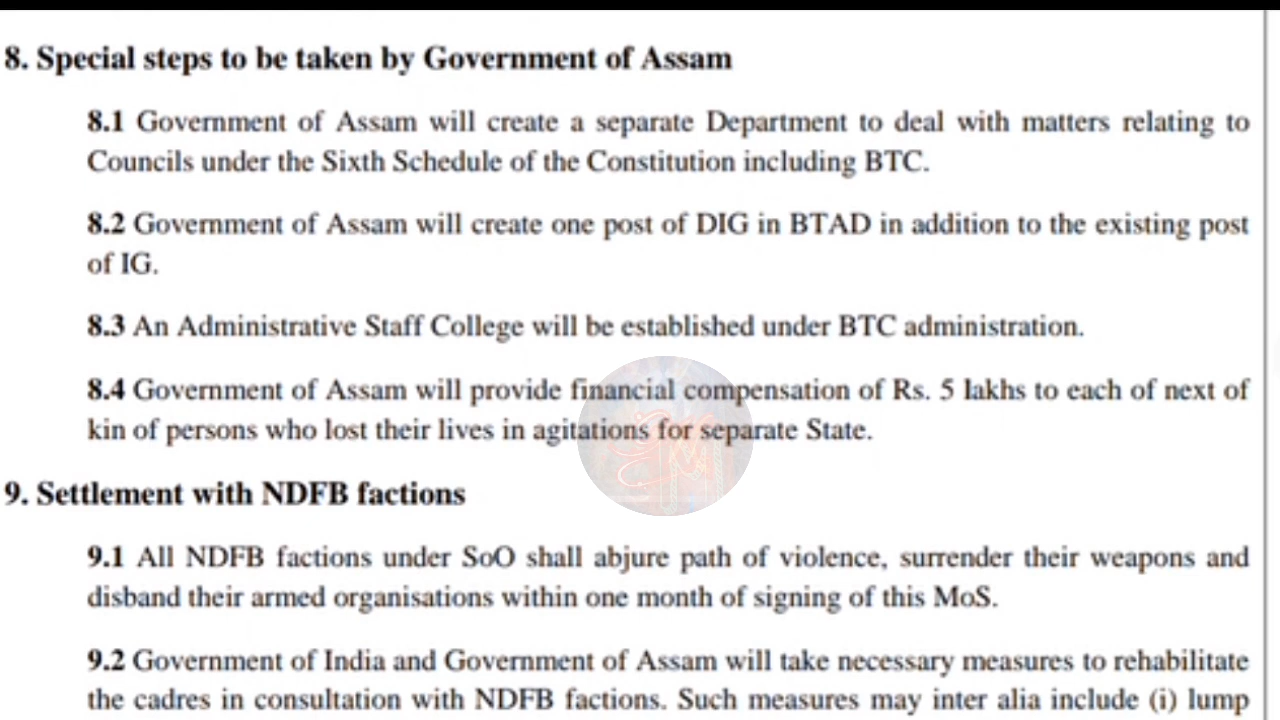 8. Special steps to be taken by Government of Assam
8.1 Government of Assam will create a separate Department to deal with matters relating to
Councils under the Sixth Schedule of the Constitution including BTC.
8.2 Government of Assam will create one post of DIG in BTAD in addition to the existing post
of IG.
8.3 An Administrative Staff College will be established under BTC administration.
8.4 Government of Assam will provide financial compensation of Rs. 5 lakhs to each of next of
kin of persons who lost their lives in agitations for separate State.
9. Settlement with NDFB factions
9.1 All NDFB factions under SoO shall abjure path of violence, surrender their weapons and
disband their armed organisations within one month of signing of this MoS.
9.2 Government of India and Government of Assam will take necessary measures to rehabilitate
the cadres in consultation with NDFB factions. Such measures may inter alia include (i) lump